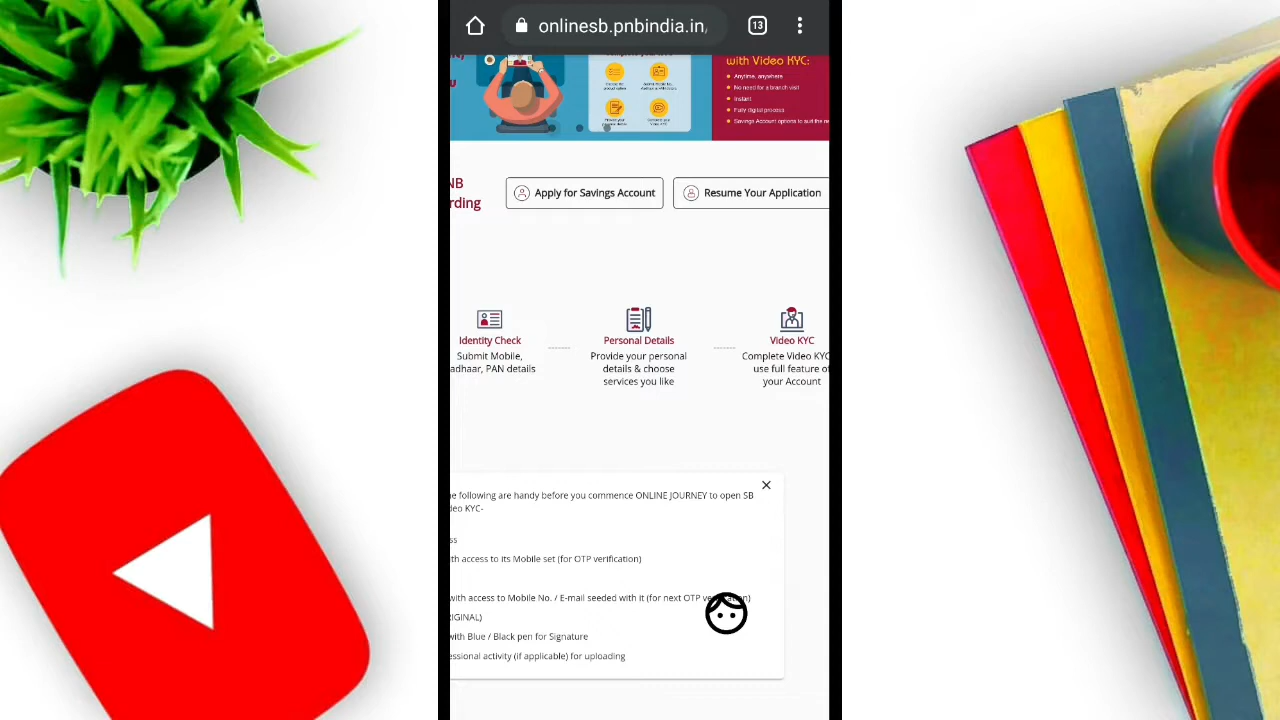 onlinesb.pnbindia.in
13
with Video KYC:
Anytime, anywhere
No need for a branch visit
Instant
Fully digital process
Savings Account options to suit the
NB
rding
Apply for Savings Account
Resume Your Application
Identity Check
Submit Mobile,
adhaar, PAN details
Personal Details
Provide your personal
details & choose
services you like
Video KYC
Complete Video KYC
use full feature of
your Account
he following are handy before you commence ONLINE JOURNEY to open SB
deo KYC-
ss
ith access to its Mobile set (for OTP verification)
with access to Mobile No. / E-mail seeded with it (for next OTP
RIGINAL)
with Blue / Black pen for Signature
essional activity (if applicable) for uploading